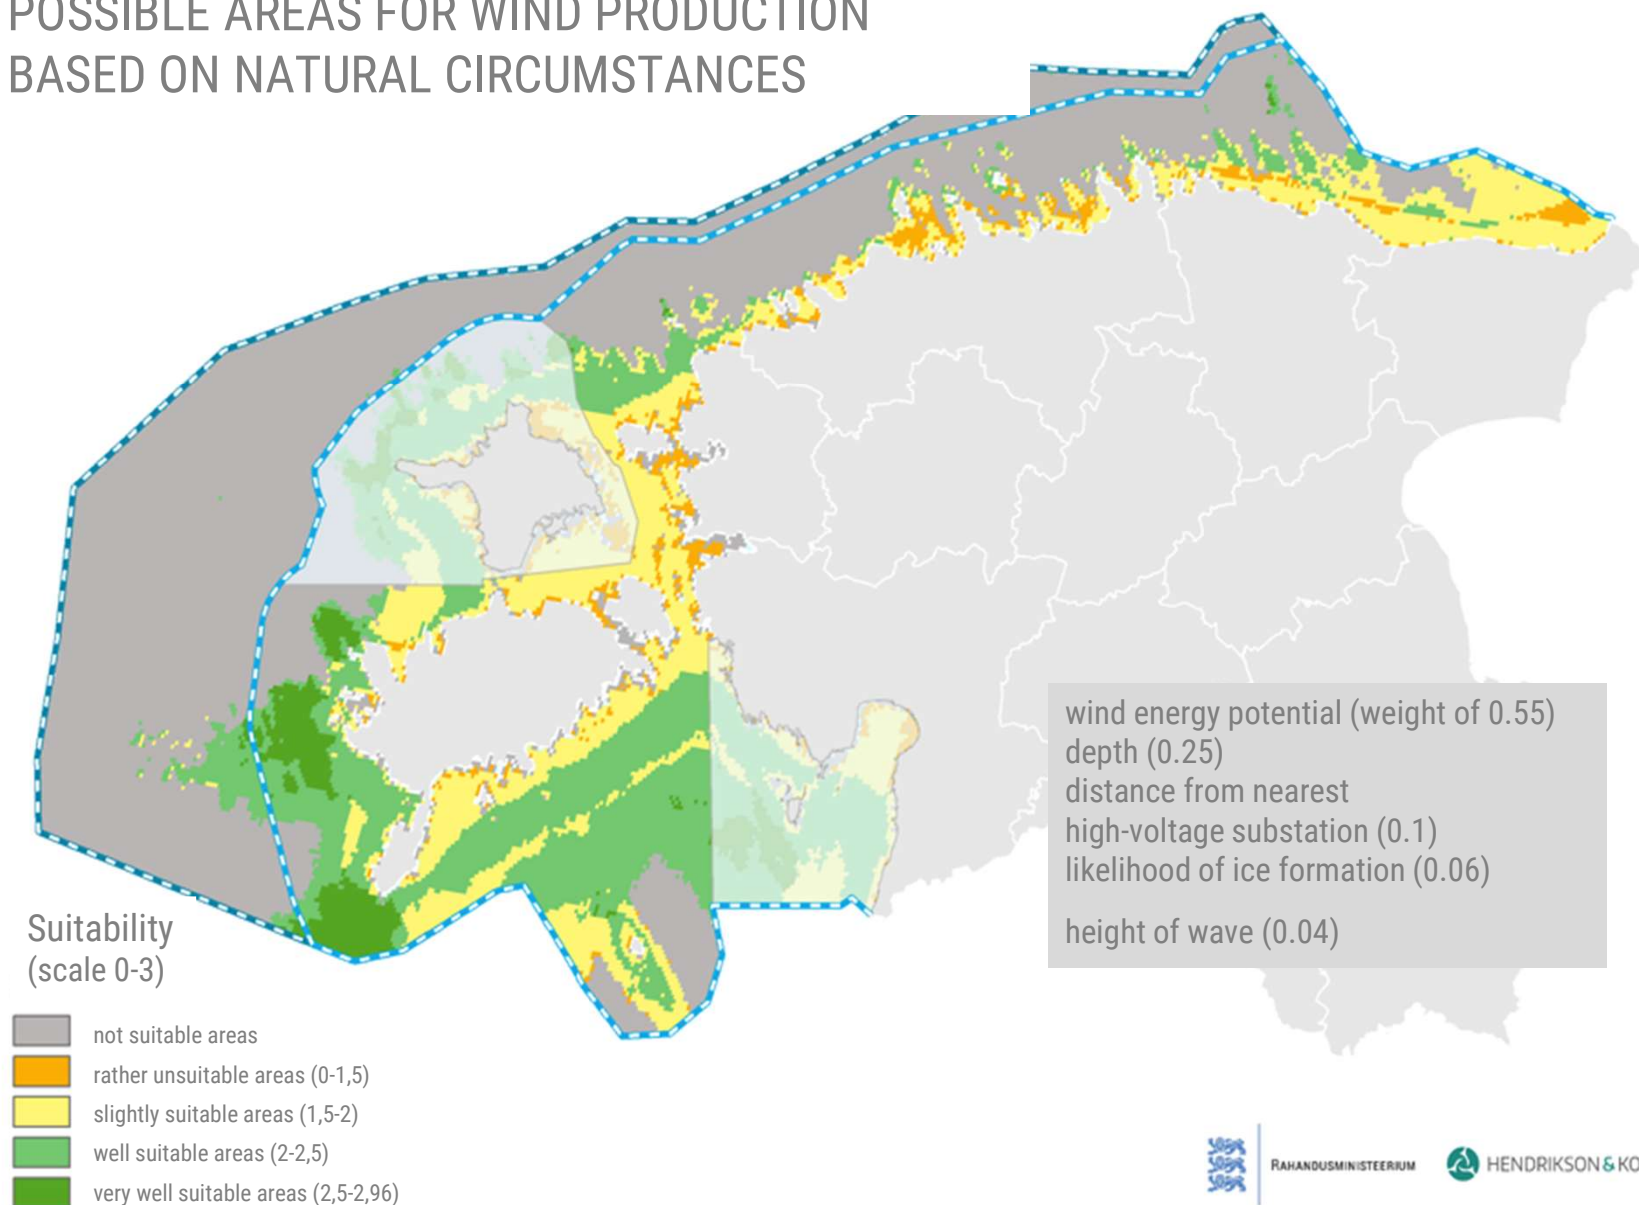 POSSIBLE AREAS FOR WIND PRODUCTION
BASED ON NATURAL CIRCUMSTANCES
wind energy potential (weight of 0.55)
depth (0.25)
distance from nearest
high-voltage substation (0.1)
likelihood of ice formation (0.06)
height of wave (0.04)
Suitability
(scale 0-3)
not suitable areas
rather unsuitable areas (0-1,5)
slightly suitable areas (1,5-2)
well suitable areas (2-2,5)
very well suitable areas (2,5-2,96)
RAHANDUSMINISTEERIUM
HENDRIKSON & KO